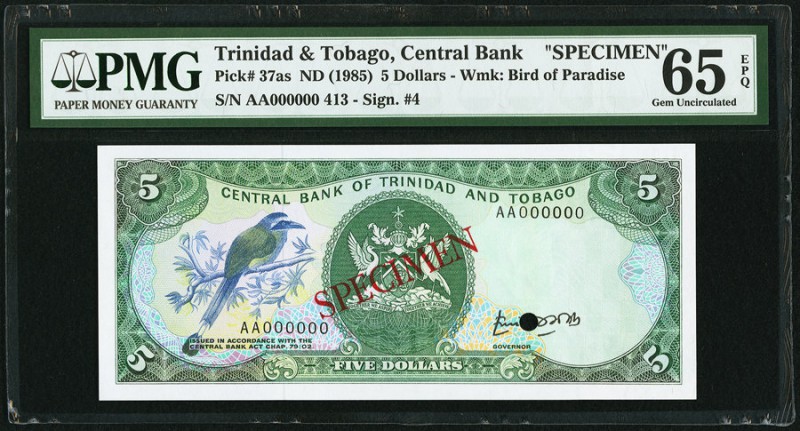 PMG
PAPER MONEY GUARANTY
Trinidad & Tobago, Central Bank "SPECIMEN"
Pick# 37as ND (1985) 5 Dollars - Wmk: Bird of Paradise
S/N AA000000 413 - Sign. #4
65 EPQ
Gem Uncirculated
5 5
CENTRAL BANK OF TRINIDAD AND TOBAGO
AA000000
SPECIMEN
AA000000
ISSUED IN ACCORDANCE WITH THE
CENTRAL BANK ACT CHAP. 79:02
GOVERNOR
5 FIVE DOLLARS 5